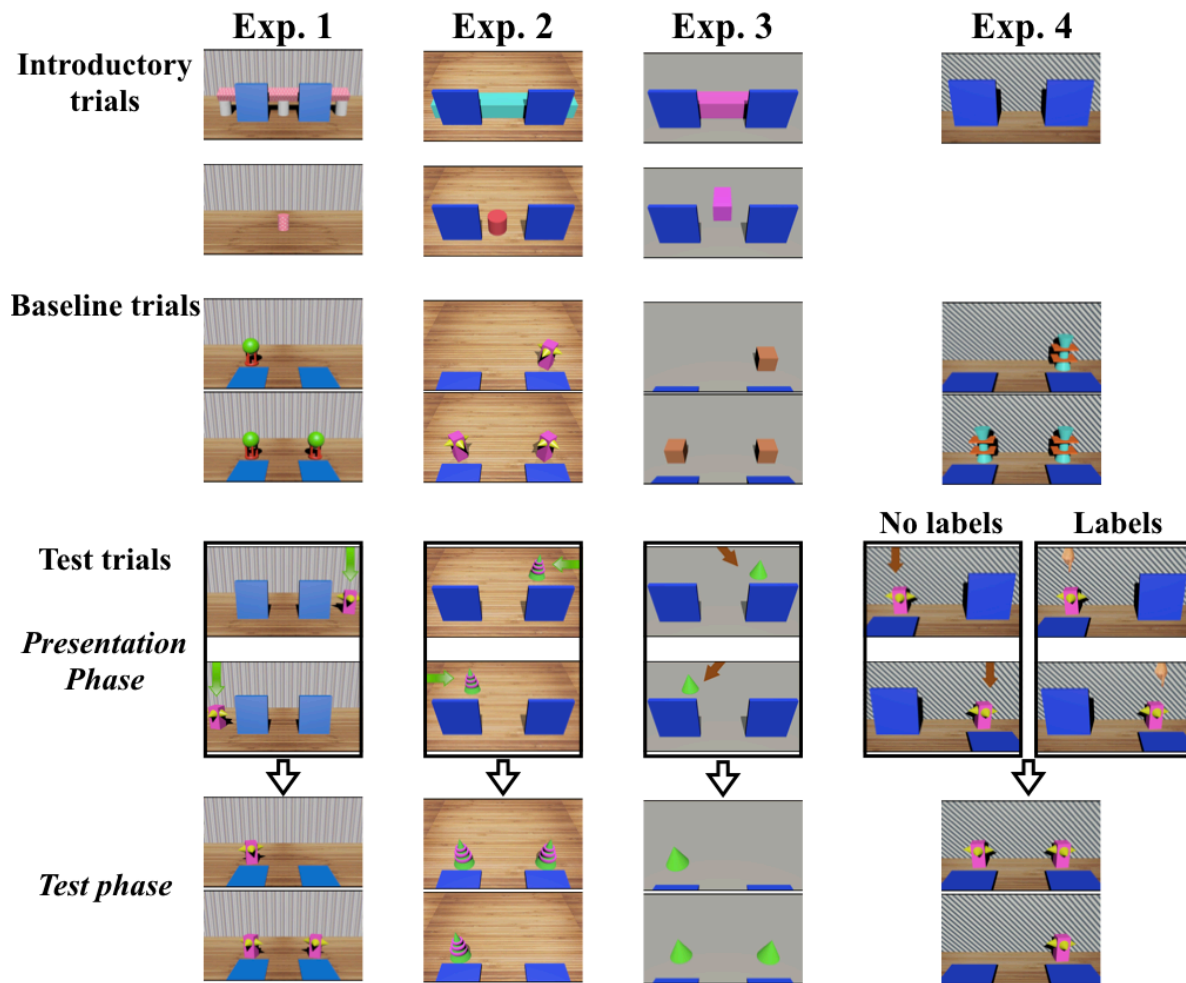 Exp. 1
Exp. 2
Exp. 3
Exp. 4
Introductory
trials
Baseline trials
No labels
Labels
Test trials
Presentation
Phase
Test phase